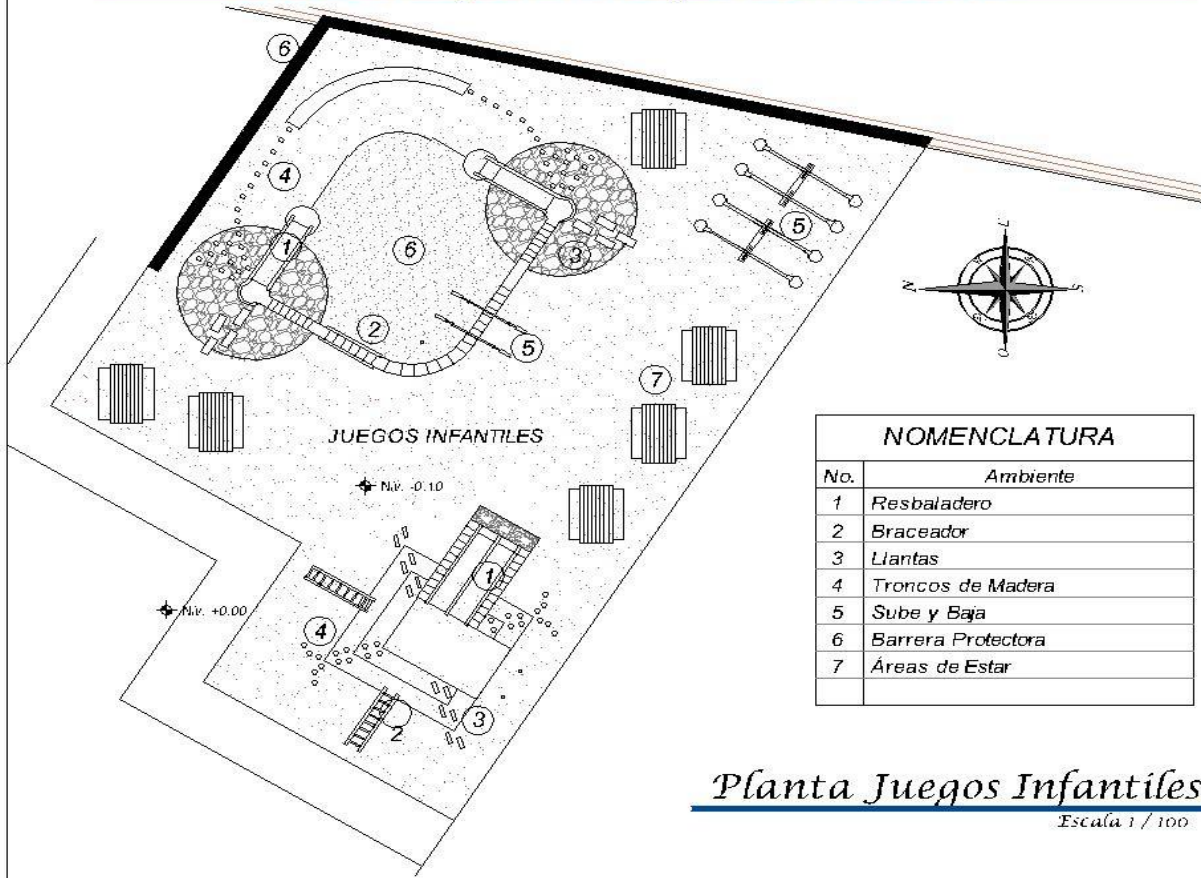 6
4
1
6
3
5
2
5
7
JUEGOS INFANTILES
Niv. -0.10
1
Niv. +0.00
4
3
2
N
S
O
NOMENCLATURA
No. Ambiente
1 Resbaladero
2 Braceador
3 Llantas
4 Troncos de Madera
5 Sube y Baja
6 Barrera Protectora
7 Áreas de Estar
Planta Juegos Infantiles
Escala 1 / 100